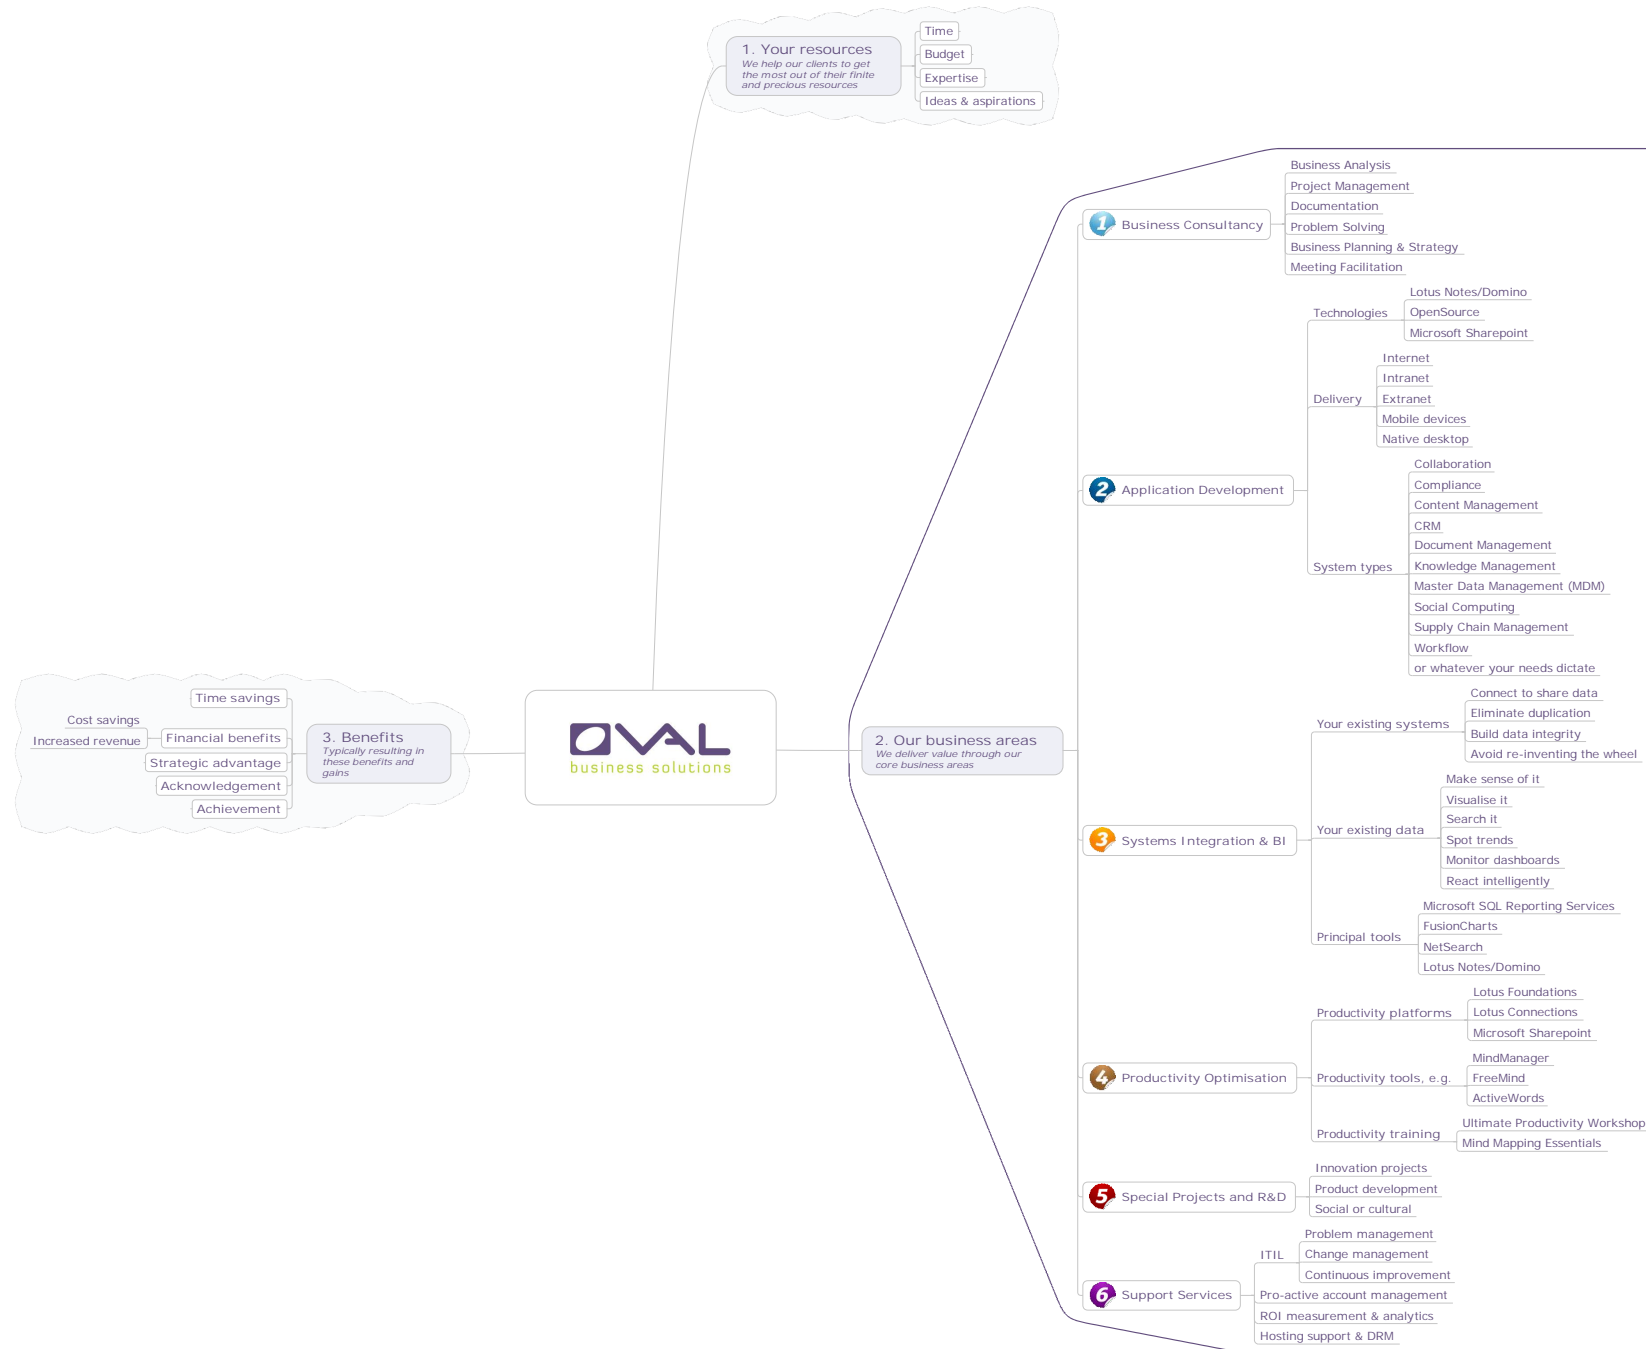 1. Your resources
We help our clients to get
the most out of their finite
and precious resources
Time
Budget
Expertise
Ideas & aspirations
OVAL
business solutions
2. Our business areas
We deliver value through our
core business areas
1 Business Consultancy
Business Analysis
Project Management
Documentation
Problem Solving
Business Planning & Strategy
Meeting Facilitation
2 Application Development
Technologies
Lotus Notes/Domino
OpenSource
Microsoft Sharepoint
Delivery
Internet
Intranet
Extranet
Mobile devices
Native desktop
System types
Collaboration
Compliance
Content Management
CRM
Document Management
Knowledge Management
Master Data Management (MDM)
Social Computing
Supply Chain Management
Workflow
or whatever your needs dictate
3 Systems Integration & BI
Your existing systems
Connect to share data
Eliminate duplication
Build data integrity
Avoid re-inventing the wheel
Your existing data
Make sense of it
Visualise it
Search it
Spot trends
Monitor dashboards
React intelligently
Principal tools
Microsoft SQL Reporting Services
FusionCharts
NetSearch
Lotus Notes/Domino
4 Productivity Optimisation
Productivity platforms
Lotus Foundations
Lotus Connections
Microsoft Sharepoint
Productivity tools, e.g.
MindManager
FreeMind
ActiveWords
Productivity training
Ultimate Productivity Workshop
Mind Mapping Essentials
5 Special Projects and R&D
Innovation projects
Product development
Social or cultural
6 Support Services
ITIL
Problem management
Change management
Continuous improvement
Pro-active account management
ROI measurement & analytics
Hosting support & DRM
3. Benefits
Typically resulting in
these benefits and
gains
Time savings
Financial benefits
Cost savings
Increased revenue
Strategic advantage
Acknowledgement
Achievement